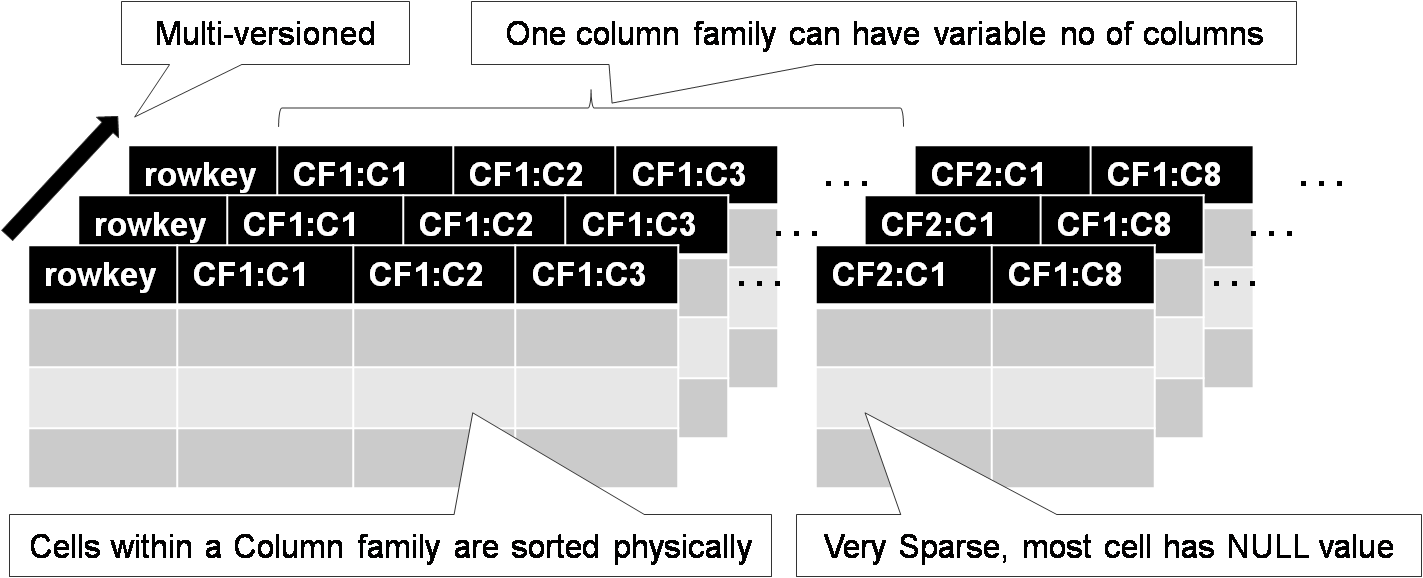 Multi-versioned
One column family can have variable no of columns
rowkey CF1:C1 CF1:C2 CF1:C3 ... CF2:C1 CF1:C8 ...
rowkey CF1:C1 CF1:C2 CF1:C3 ... CF2:C1 CF1:C8 ...
rowkey CF1:C1 CF1:C2 CF1:C3 ... CF2:C1 CF1:C8 ...
Cells within a Column family are sorted physically
Very Sparse, most cell has NULL value